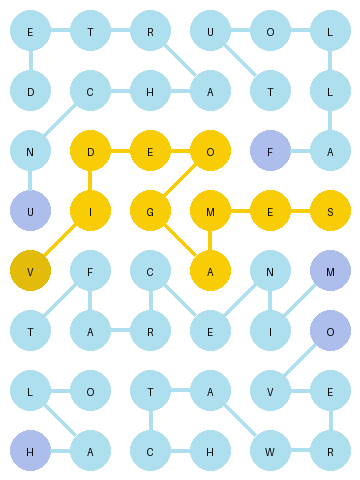 E T R U O L
D C H A T L
N D E O F A
U I G M E S
V F C A N M
T A R E I O
L O T A V E
H A C H W R